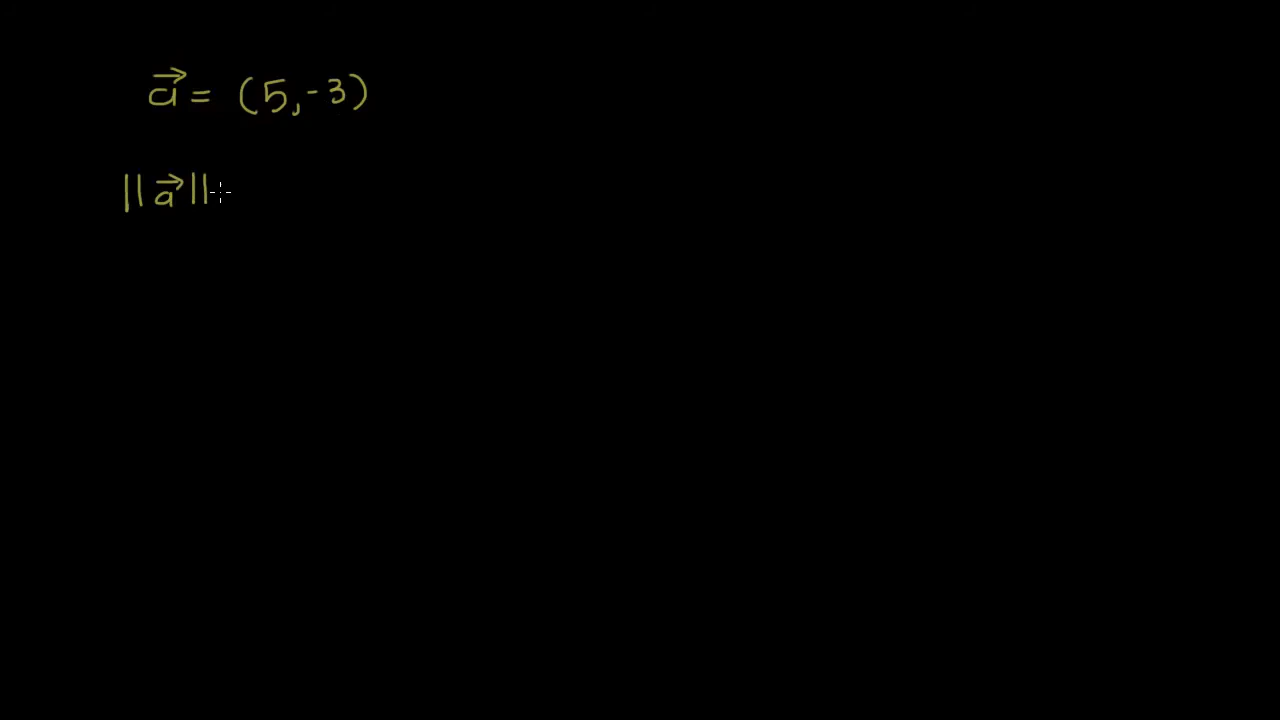 a⃗ = (5,-3)
||a⃗||